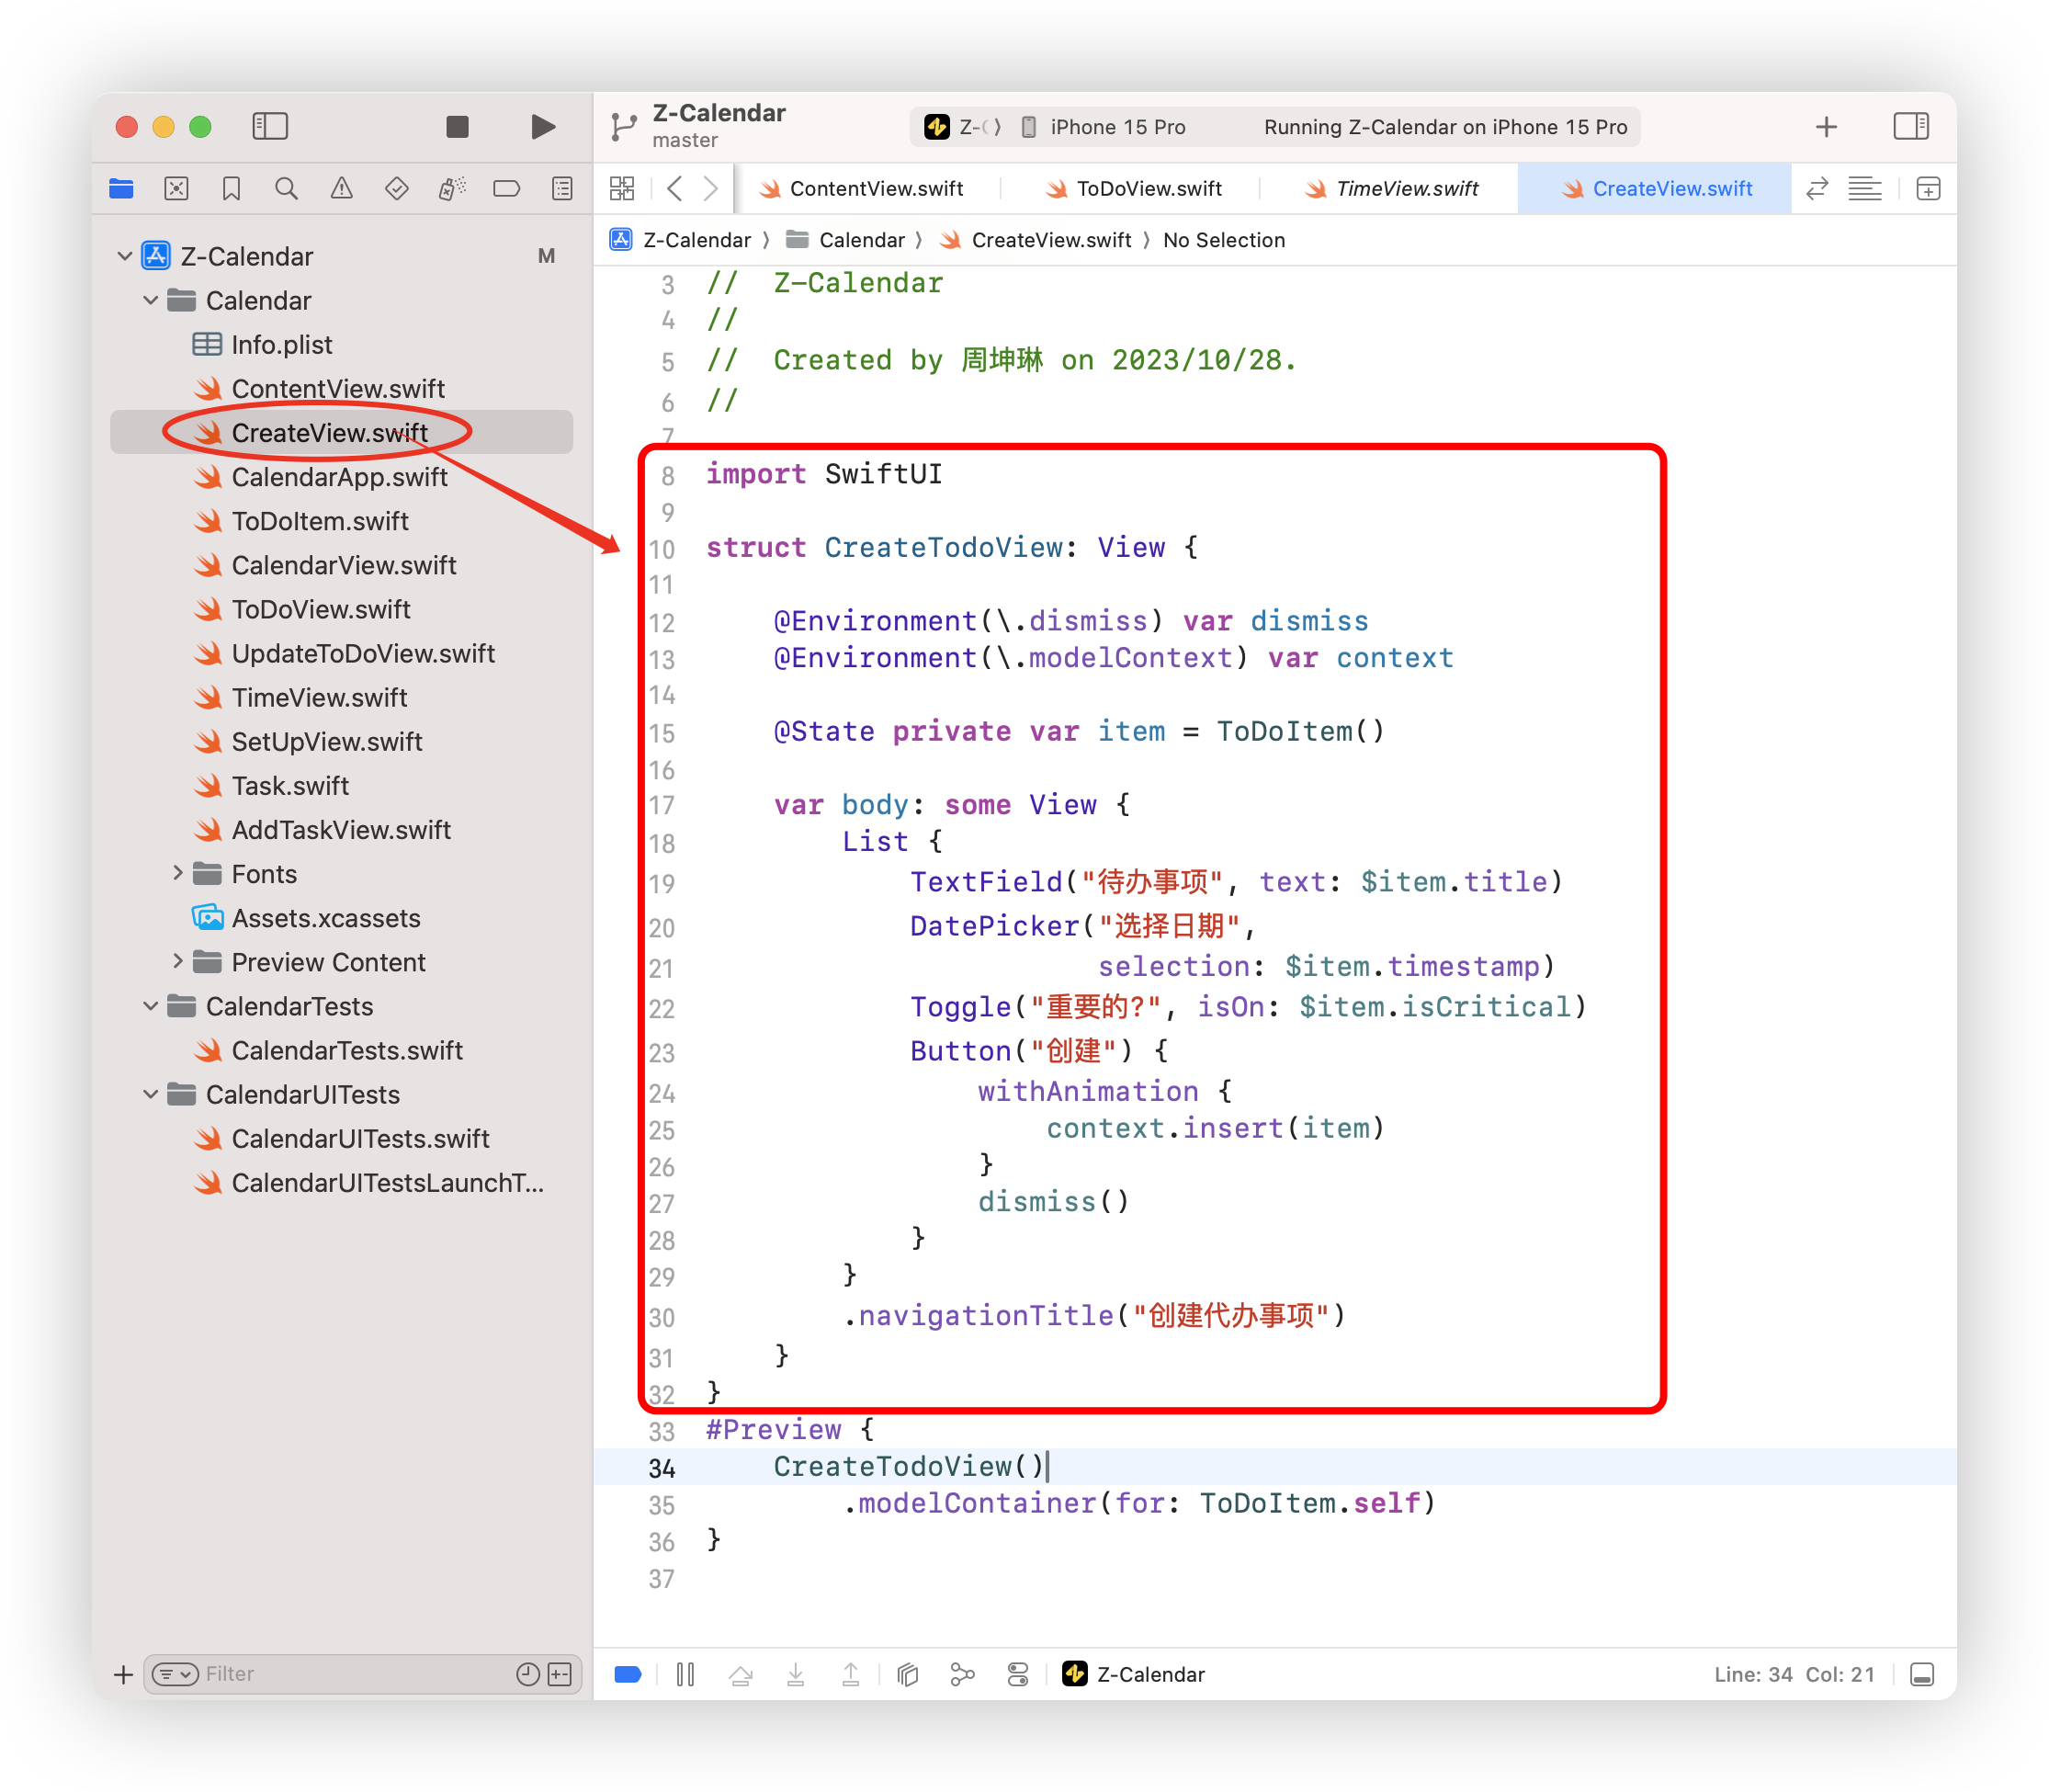 Z-Calendar
master
Z-
iPhone 15 Pro
Running Z-Calendar on iPhone 15 Pro
ContentView.swift
ToDoView.swift
TimeView.swift
CreateView.swift
Z-Calendar
Calendar
CreateView.swift
No Selection
Z-Calendar M
Calendar
Info.plist
ContentView.swift
CreateView.swift
CalendarApp.swift
ToDoItem.swift
CalendarView.swift
ToDoView.swift
UpdateToDoView.swift
TimeView.swift
SetUpView.swift
Task.swift
AddTaskView.swift
Fonts
Assets.xcassets
Preview Content
CalendarTests
CalendarTests.swift
CalendarUITests
CalendarUITests.swift
CalendarUITestsLaunchT...
Filter
3 // Z-Calendar
4 //
5 // Created by 周坤琳 on 2023/10/28.
6 //
7
8 import SwiftUI
9
10 struct CreateTodoView: View {
11
12 @Environment(\.dismiss) var dismiss
13 @Environment(\.modelContext) var context
14
15 @State private var item = ToDoItem()
16
17 var body: some View {
18 List {
19 TextField("待办事项", text: $item.title)
20 DatePicker("选择日期",
21 selection: $item.timestamp)
22 Toggle("重要的?", isOn: $item.isCritical)
23 Button("创建") {
24 withAnimation {
25 context.insert(item)
26 }
27 dismiss()
28 }
29 }
30 .navigationTitle("创建代办事项")
31 }
32 }
33 #Preview {
34 CreateTodoView()
35 .modelContainer(for: ToDoItem.self)
36 }
37
Z-Calendar
Line: 34 Col: 21